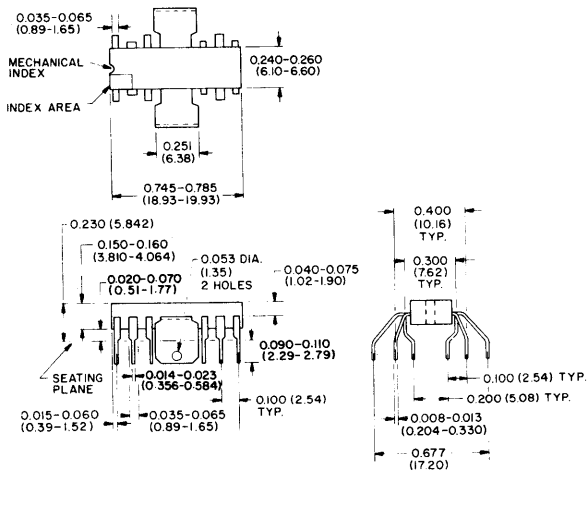 0.035-0.065
(0.89-1.65)
MECHANICAL
INDEX
INDEX AREA
0.240-0.260
(6.10-6.60)
0.251
(6.38)
0.745-0.785
(18.93-19.93)
0.230 (5.842)
0.150-0.160
(3.810-4.064)
0.020-0.070
(0.51-1.77)
0.053 DIA.
(1.35)
2 HOLES
0.040-0.075
(1.02-1.90)
0.090-0.110
(2.29-2.79)
0.014-0.023
(0.356-0.584)
SEATING
PLANE
0.100 (2.54)
TYP.
0.015-0.060
(0.39-1.52)
0.035-0.065
(0.89-1.65)
0.400
(10.16)
TYP.
0.300
(7.62)
TYP.
0.100 (2.54) TYP.
0.200 (5.08) TYP.
0.008-0.013
(0.204-0.330)
0.677
(17.20)